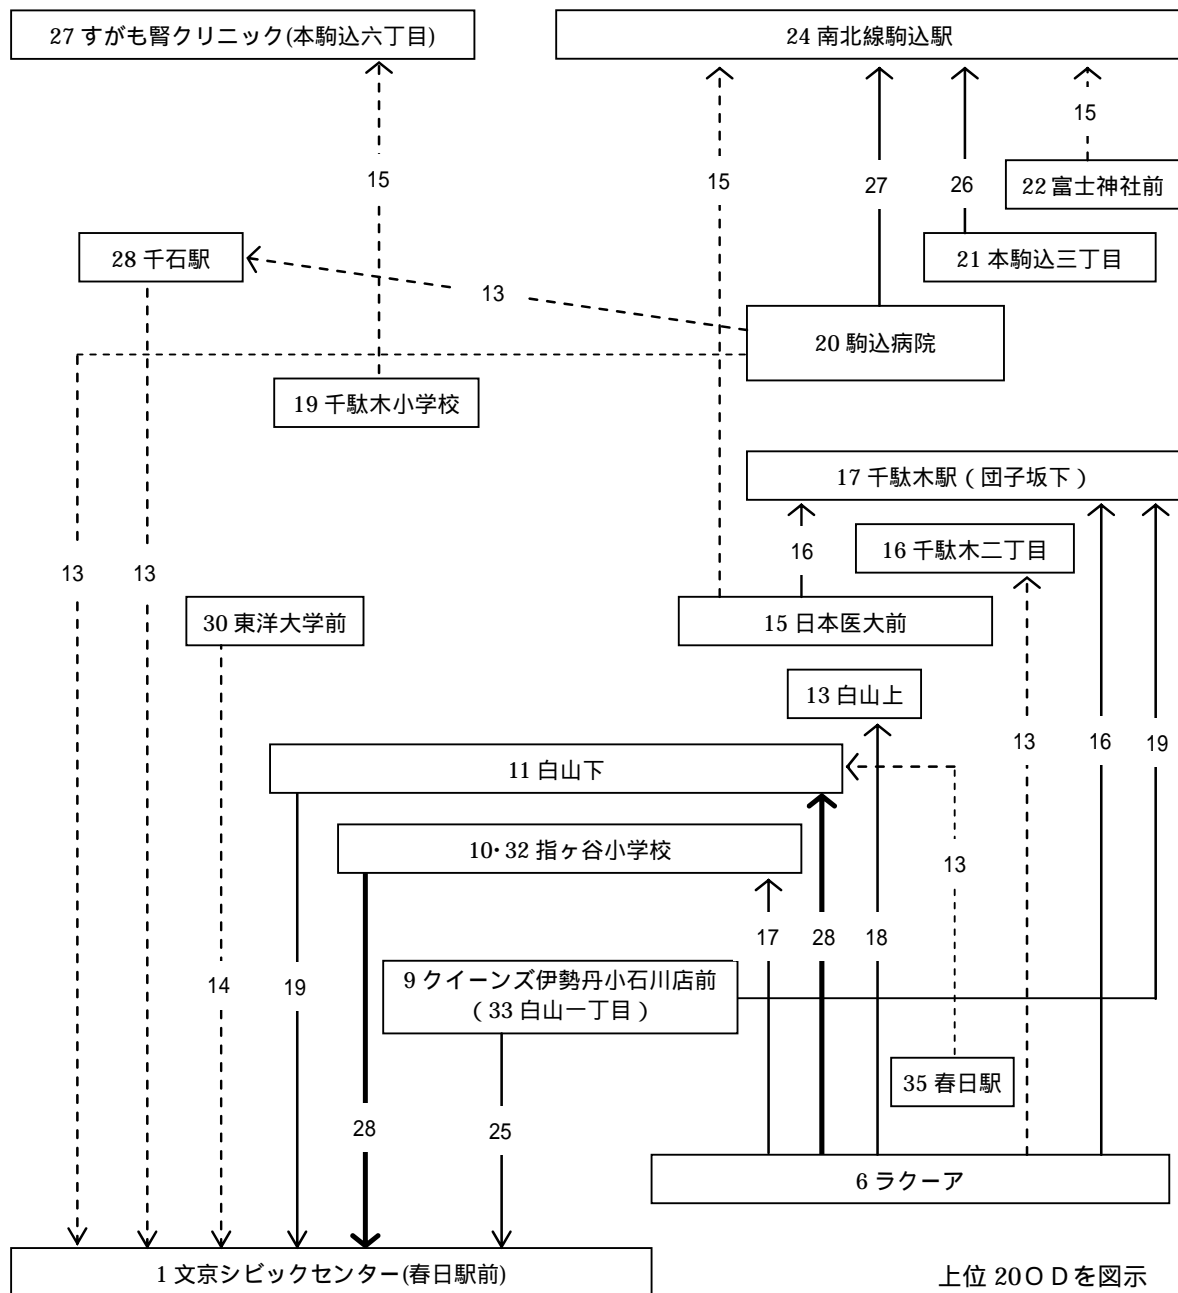 27 すがも腎クリニック(本駒込六丁目)
24 南北線駒込駅
15
22 富士神社前
15
15
27
26
28 千石駅
21 本駒込三丁目
13
20 駒込病院
19 千駄木小学校
17 千駄木駅（団子坂下）
16
16 千駄木二丁目
13
13
30 東洋大学前
15 日本医大前
13 白山上
13
16
19
11 白山下
10・32 指ヶ谷小学校
13
17
28
18
14
19
9 クイーンズ伊勢丹小石川店前
（33 白山一丁目）
35 春日駅
28
25
6 ラクーア
1 文京シビックセンター(春日駅前)
上位 20ＯＤを図示